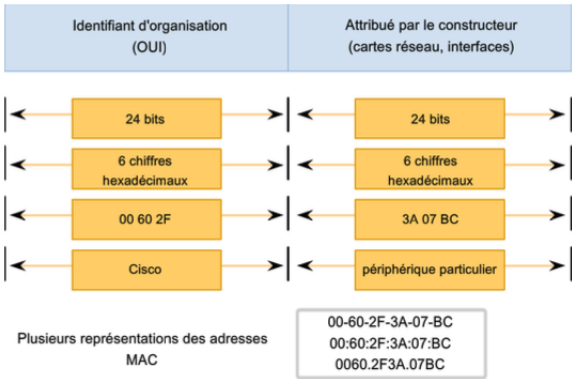 Identifiant d'organisation
(OUI)
Attribué par le constructeur
(cartes réseau, interfaces)
24 bits
24 bits
6 chiffres
hexadécimaux
6 chiffres
hexadécimaux
00 60 2F
3A 07 BC
Cisco
périphérique particulier
Plusieurs représentations des adresses
MAC
00-60-2F-3A-07-BC
00:60:2F:3A:07:BC
0060.2F3A.07BC